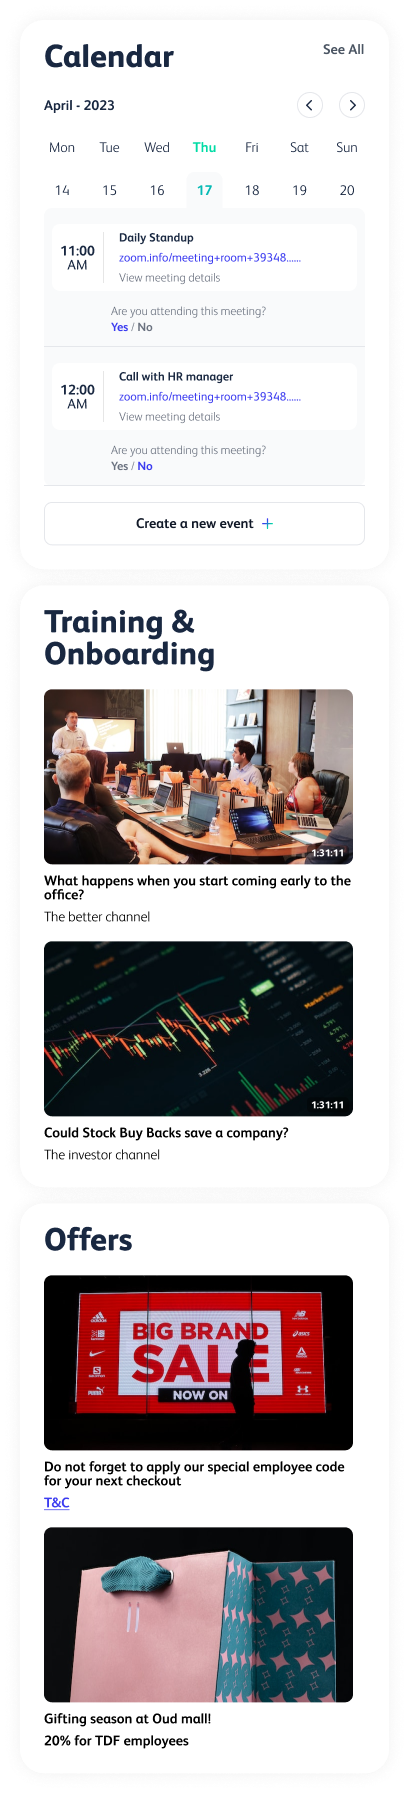 Calendar
See All
April - 2023
Mon Tue Wed Thu Fri Sat Sun
14 15 16 17 18 19 20
11:00
AM
Daily Standup
zoom.info/meeting+room+39348......
View meeting details
Are you attending this meeting?
Yes / No
12:00
AM
Call with HR manager
zoom.info/meeting+room+39348......
View meeting details
Are you attending this meeting?
Yes / No
Create a new event +
Training &
Onboarding
1:31:11
What happens when you start coming early to the
office?
The better channel
Market Trades
1:31:11
Could Stock Buy Backs save a company?
The investor channel
Offers
adidas
BIG BRAND
SALE
NOW ON
asics
SALOMON
PUMA
Do not forget to apply our special employee code
for your next checkout
T&C
Gifting season at Oud mall!
20% for TDF employees